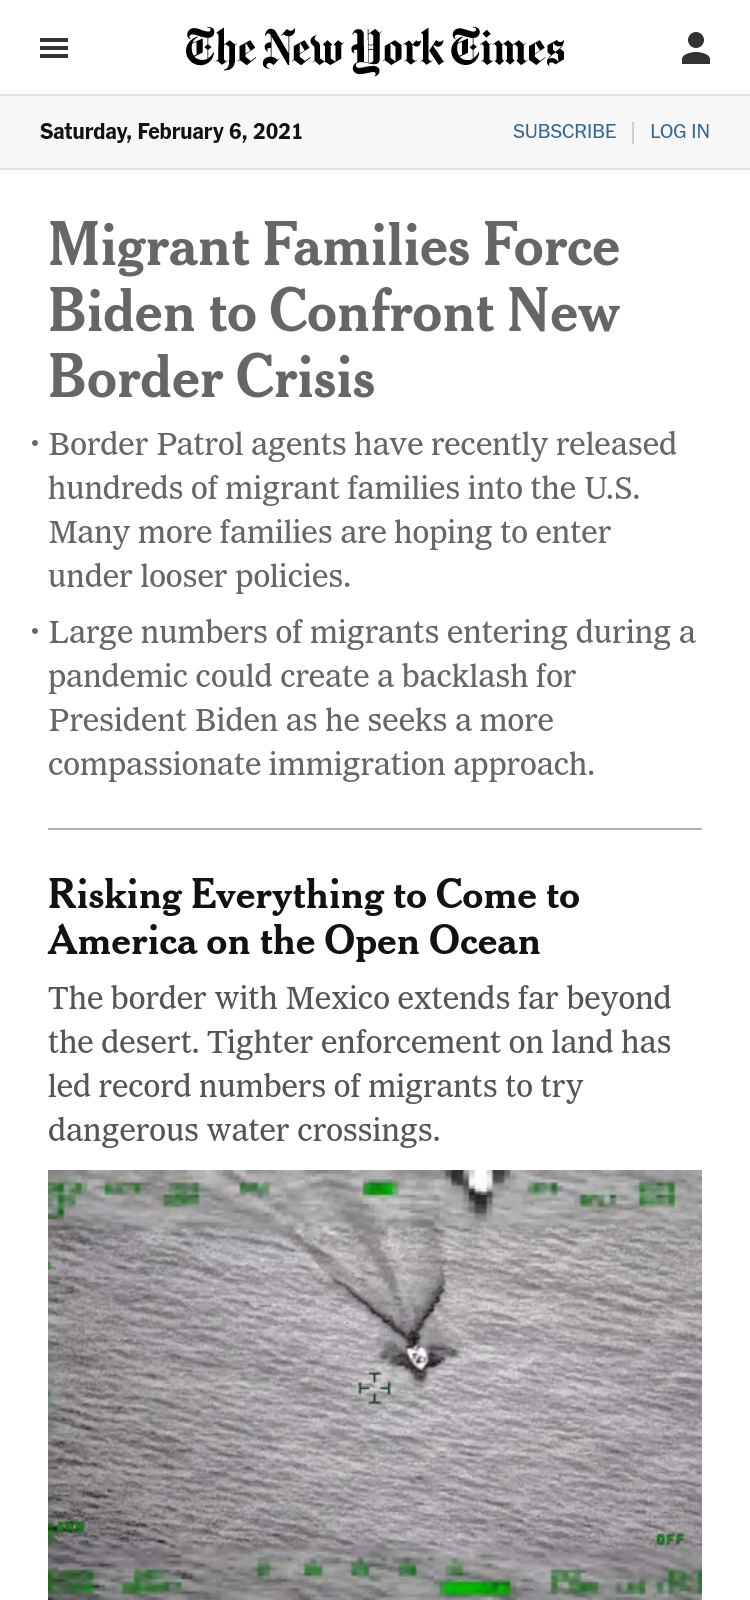 The New York Times
Saturday, February 6, 2021
SUBSCRIBE | LOG IN
Migrant Families Force
Biden to Confront New
Border Crisis
• Border Patrol agents have recently released
hundreds of migrant families into the U.S.
Many more families are hoping to enter
under looser policies.
• Large numbers of migrants entering during a
pandemic could create a backlash for
President Biden as he seeks a more
compassionate immigration approach.
Risking Everything to Come to
America on the Open Ocean
The border with Mexico extends far beyond
the desert. Tighter enforcement on land has
led record numbers of migrants to try
dangerous water crossings.
OFF